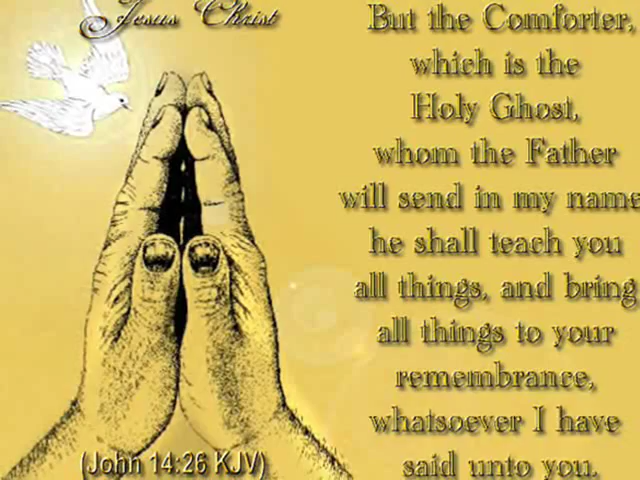 Jesus Christ
But the Comforter,
which is the
Holy Ghost,
whom the Father
will send in my name
he shall teach you
all things, and bring
all things to your
remembrance,
whatsoever I have
said unto you.
(John 14:26 KJV)